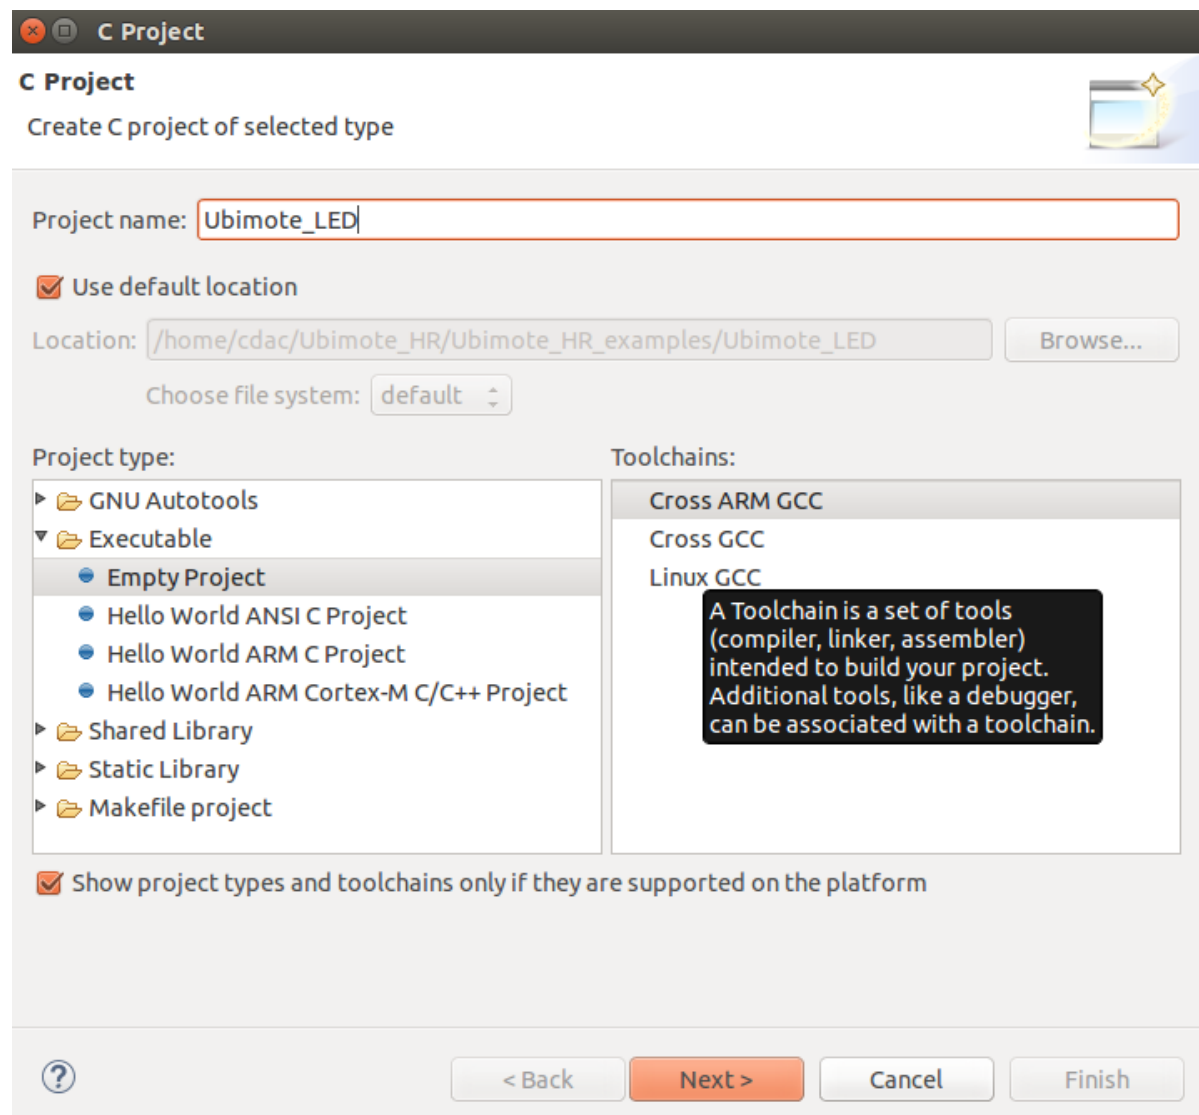 C Project
C Project
Create C project of selected type
Project name: Ubimote_LED
Use default location
Location: /home/cdac/Ubimote_HR/Ubimote_HR_examples/Ubimote_LED Browse...
Choose file system: default
Project type:
GNU Autotools
Executable
Empty Project
Hello World ANSI C Project
Hello World ARM C Project
Hello World ARM Cortex-M C/C++ Project
Shared Library
Static Library
Makefile project
Toolchains:
Cross ARM GCC
Cross GCC
Linux GCC
A Toolchain is a set of tools
(compiler, linker, assembler)
intended to build your project.
Additional tools, like a debugger,
can be associated with a toolchain.
Show project types and toolchains only if they are supported on the platform
? < Back Next > Cancel Finish